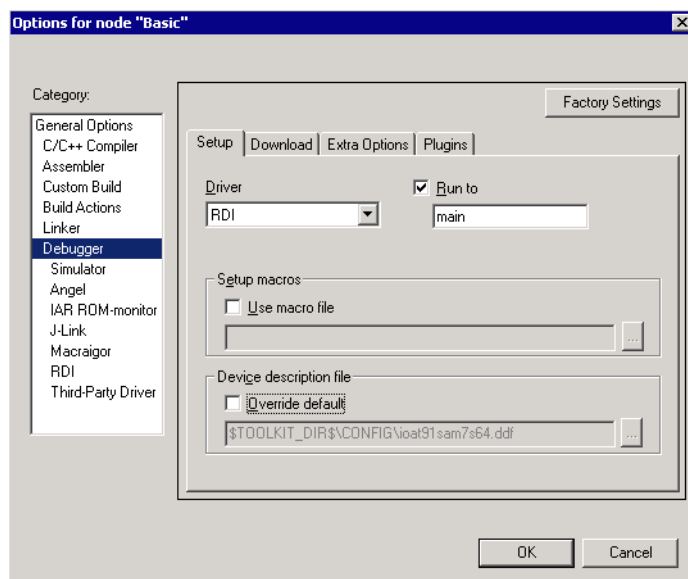 Options for node "Basic"
Category:
General Options
C/C++ Compiler
Assembler
Custom Build
Build Actions
Linker
Debugger
Simulator
Angel
IAR ROM-monitor
J-Link
Macraigor
RDI
Third-Party Driver
Factory Settings
Setup Download Extra Options Plugins
Driver
RDI
Run to
main
Setup macros
Use macro file
...
Device description file
Override default
$TOOLKIT_DIR$\CONFIG\ioat91sam7s64.ddf
...
OK Cancel